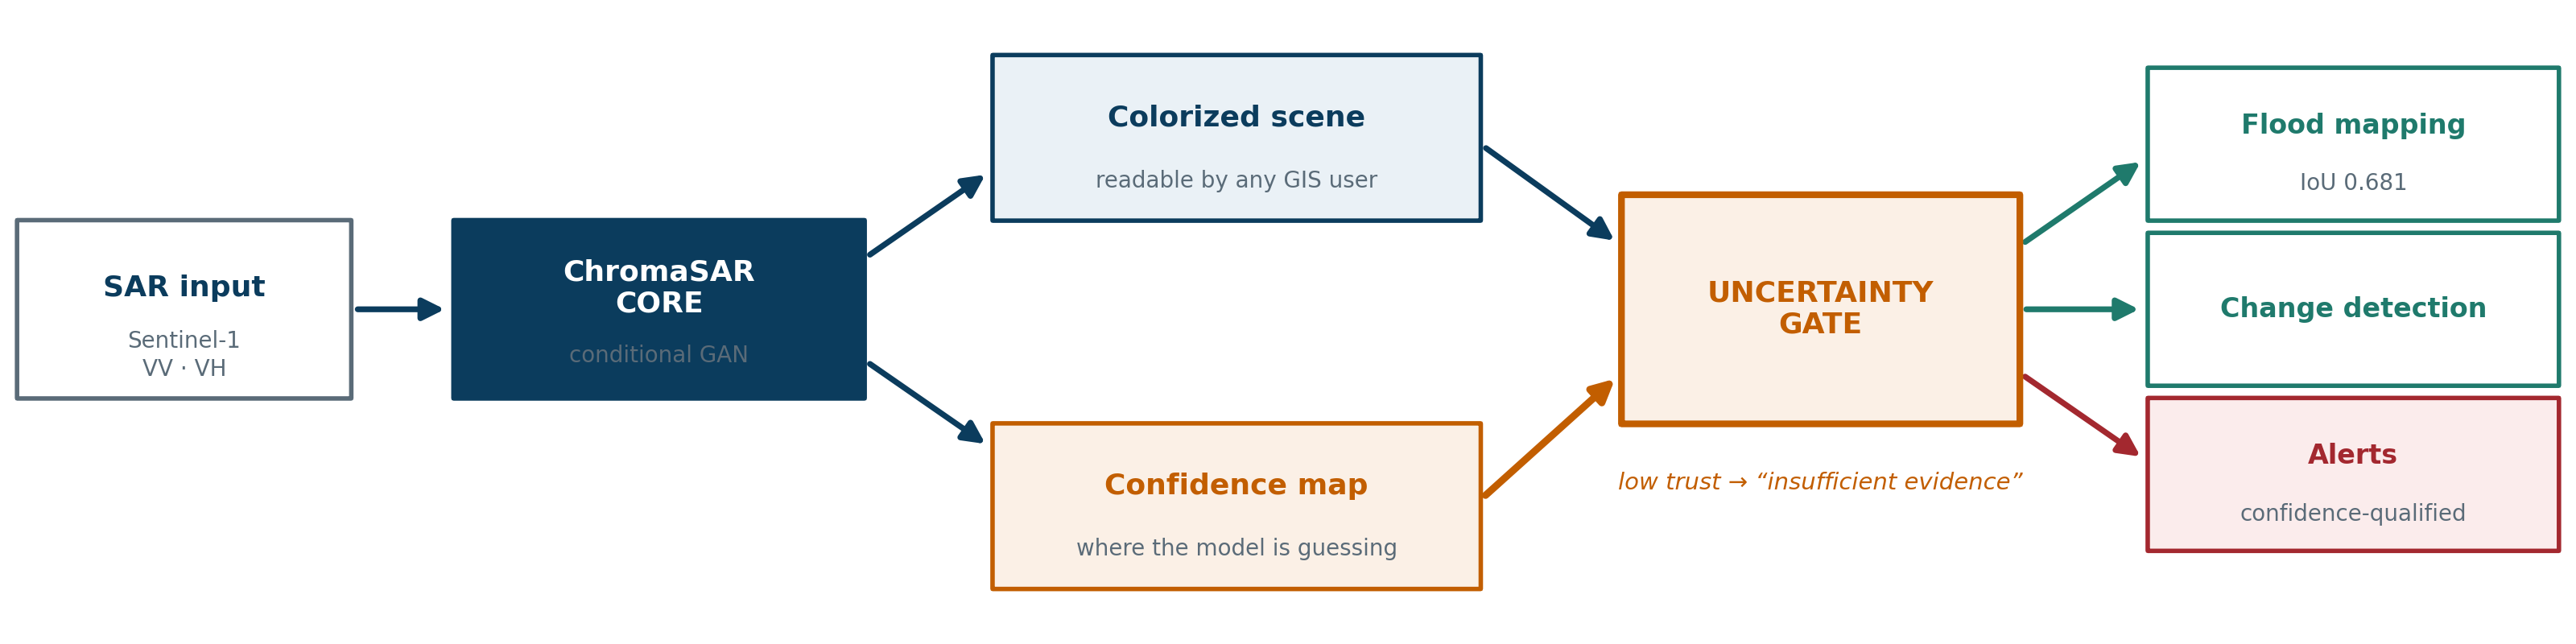 SAR input
Sentinel-1
VV · VH
ChromaSAR
CORE
conditional GAN
Colorized scene
readable by any GIS user
Confidence map
where the model is guessing
UNCERTAINTY
GATE
low trust → “insufficient evidence”
Flood mapping
IoU 0.681
Change detection
Alerts
confidence-qualified